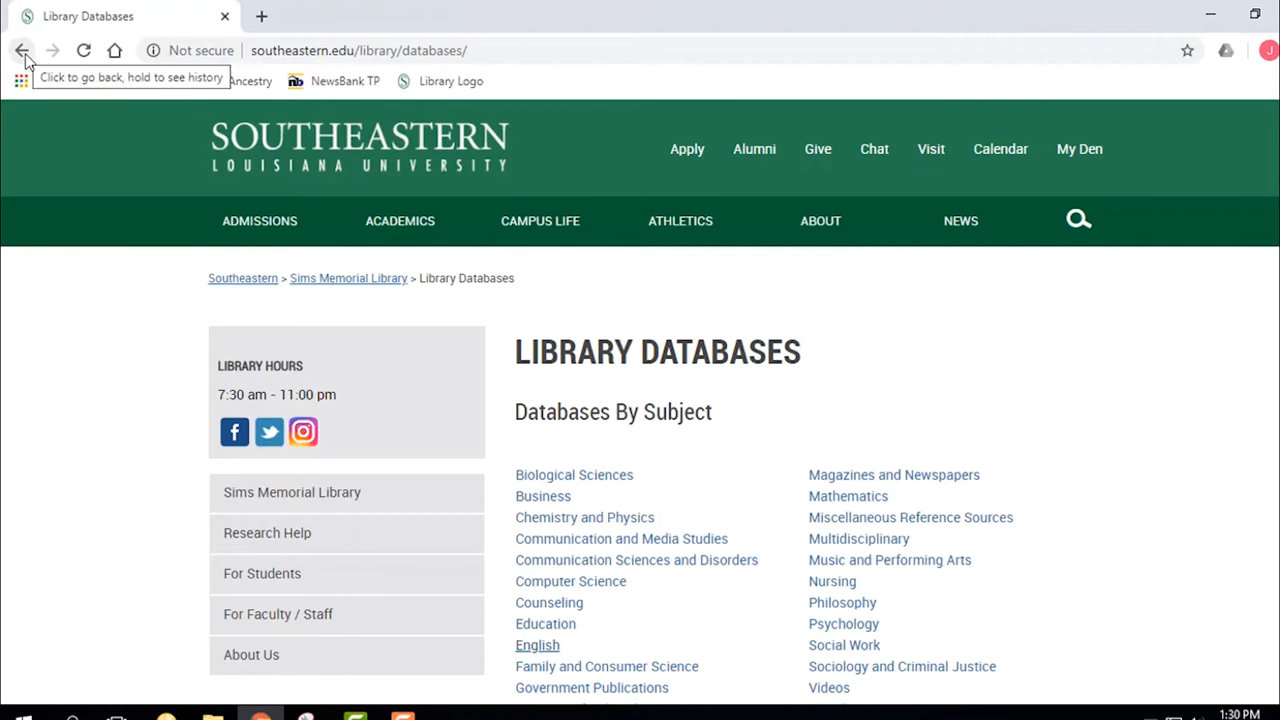 Library Databases
Not secure southeastern.edu/library/databases/
Click to go back, hold to see history
Ancestry NewsBank TP Library Logo
J
SOUTHEASTERN
LOUISIANA UNIVERSITY
Apply Alumni Give Chat Visit Calendar My Den
ADMISSIONS ACADEMICS CAMPUS LIFE ATHLETICS ABOUT NEWS
Southeastern > Sims Memorial Library > Library Databases
LIBRARY HOURS
7:30 am - 11:00 pm
Sims Memorial Library
Research Help
For Students
For Faculty / Staff
About Us
LIBRARY DATABASES
Databases By Subject
Biological Sciences
Business
Chemistry and Physics
Communication and Media Studies
Communication Sciences and Disorders
Computer Science
Counseling
Education
English
Family and Consumer Science
Government Publications
Magazines and Newspapers
Mathematics
Miscellaneous Reference Sources
Multidisciplinary
Music and Performing Arts
Nursing
Philosophy
Psychology
Social Work
Sociology and Criminal Justice
Videos
1:30 PM